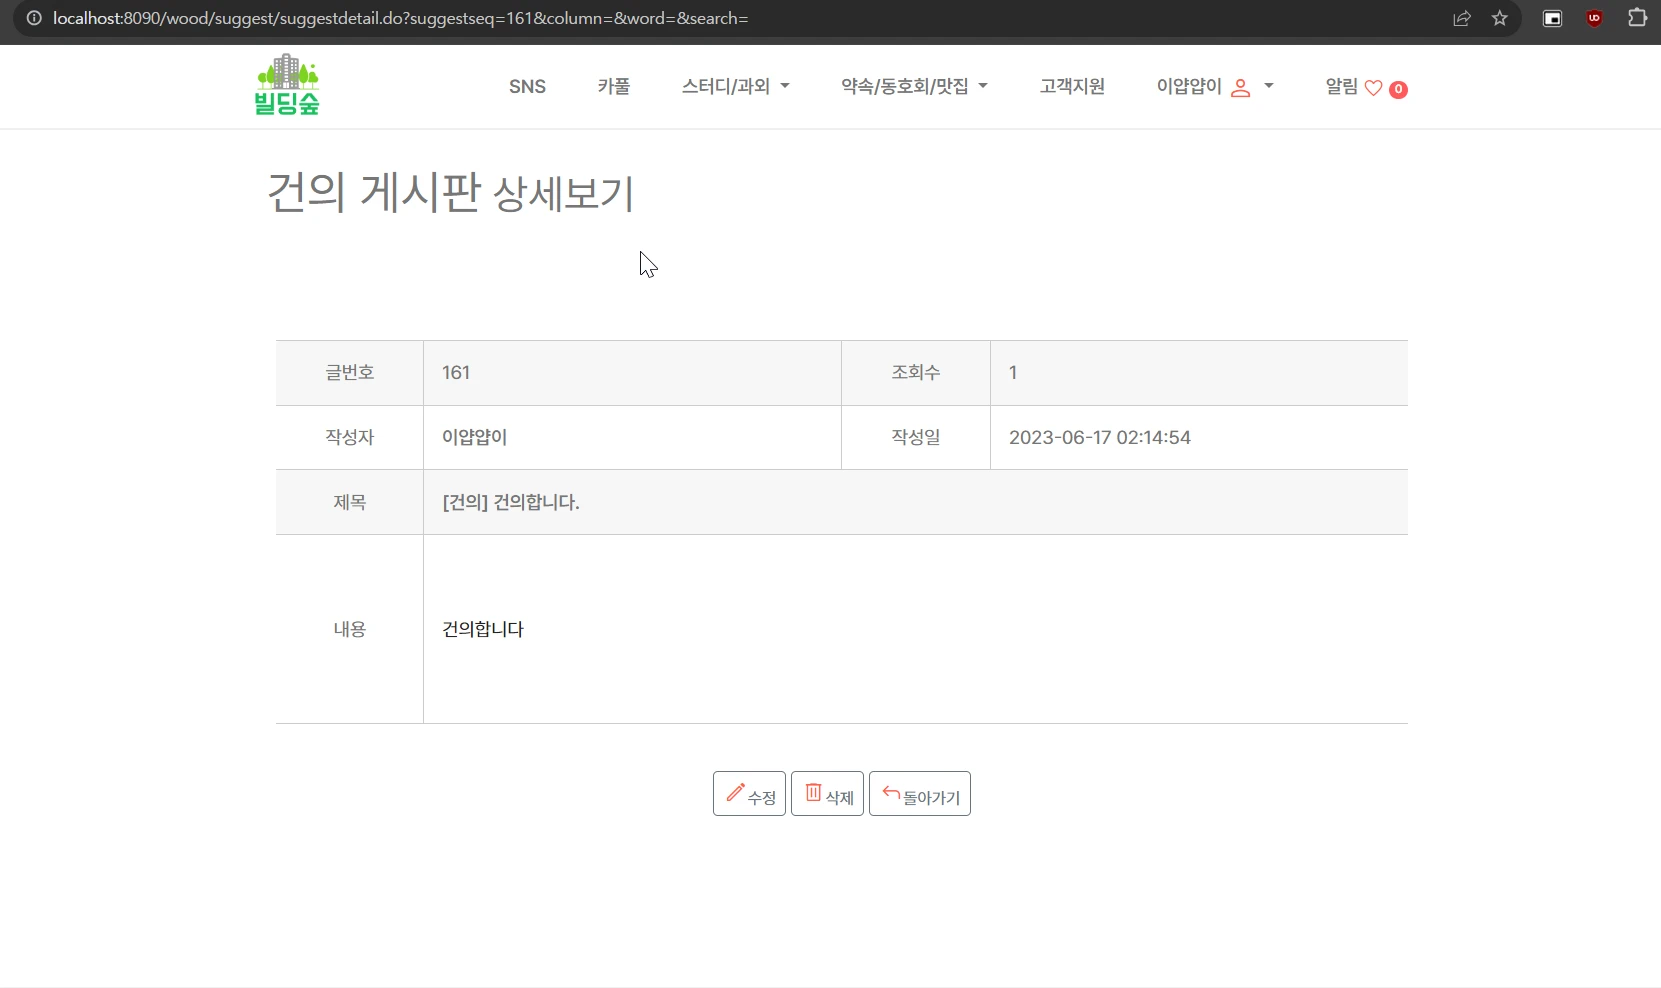 localhost:8090/wood/suggest/suggestdetail.do?suggestseq=161&column=&word=&search=
빌딩숲
SNS 카풀 스터디/과외 약속/동호회/맛집 고객지원 이얍얍이 알림 0
건의 게시판 상세보기
글번호 161 조회수 1
작성자 이얍얍이 작성일 2023-06-17 02:14:54
제목 [건의] 건의합니다.
내용 건의합니다
수정 삭제 돌아가기